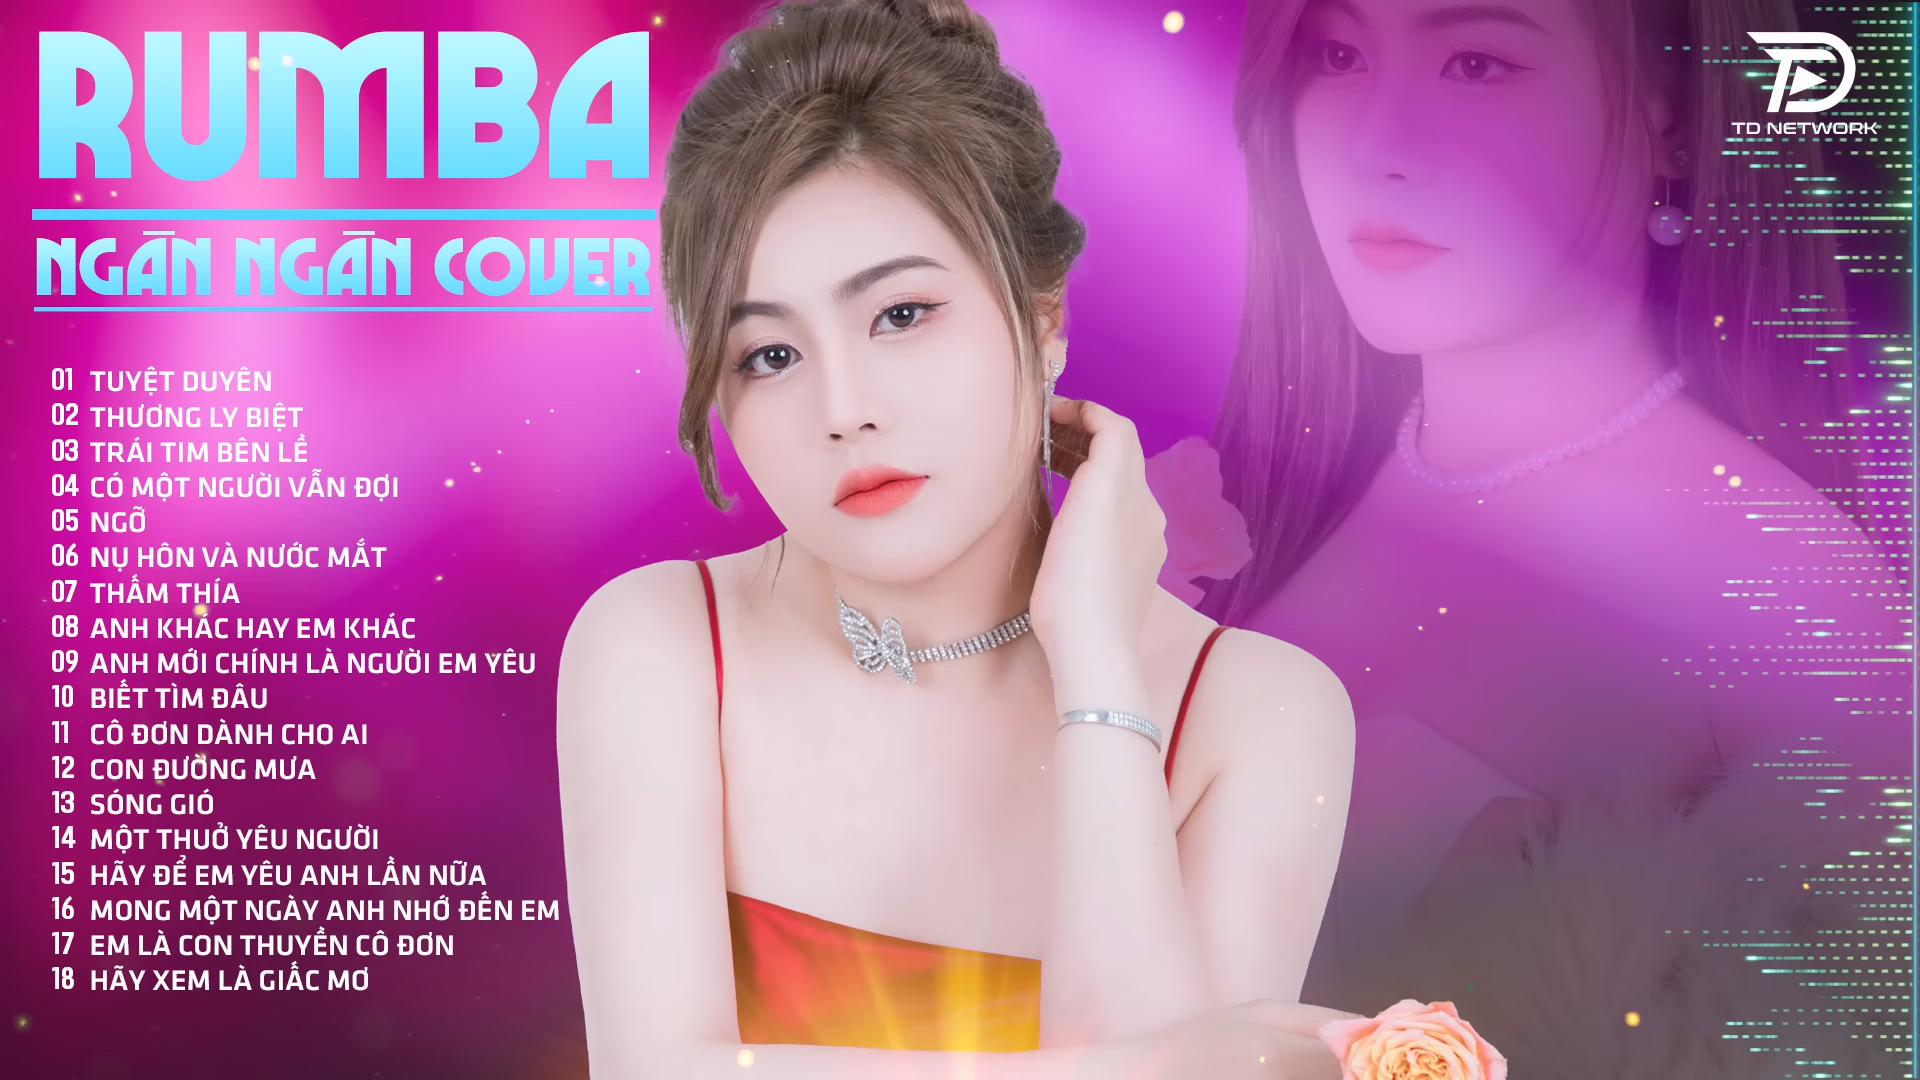 RUMBA
NGÂN NGÂN COVER
01 TUYỆT DUYÊN
02 THƯƠNG LY BIỆT
03 TRÁI TIM BÊN LỀ
04 CÓ MỘT NGƯỜI VẪN ĐỢI
05 NGỠ
06 NỤ HÔN VÀ NƯỚC MẮT
07 THẤM THÍA
08 ANH KHÁC HAY EM KHÁC
09 ANH MỚI CHÍNH LÀ NGƯỜI EM YÊU
10 BIẾT TÌM ĐÂU
11 CÔ ĐƠN DÀNH CHO AI
12 CON ĐƯỜNG MƯA
13 SÓNG GIÓ
14 MỘT THUỞ YÊU NGƯỜI
15 HÃY ĐỂ EM YÊU ANH LẦN NỮA
16 MONG MỘT NGÀY ANH NHỚ ĐẾN EM
17 EM LÀ CON THUYỀN CÔ ĐƠN
18 HÃY XEM LÀ GIẤC MƠ
TD NETWORK